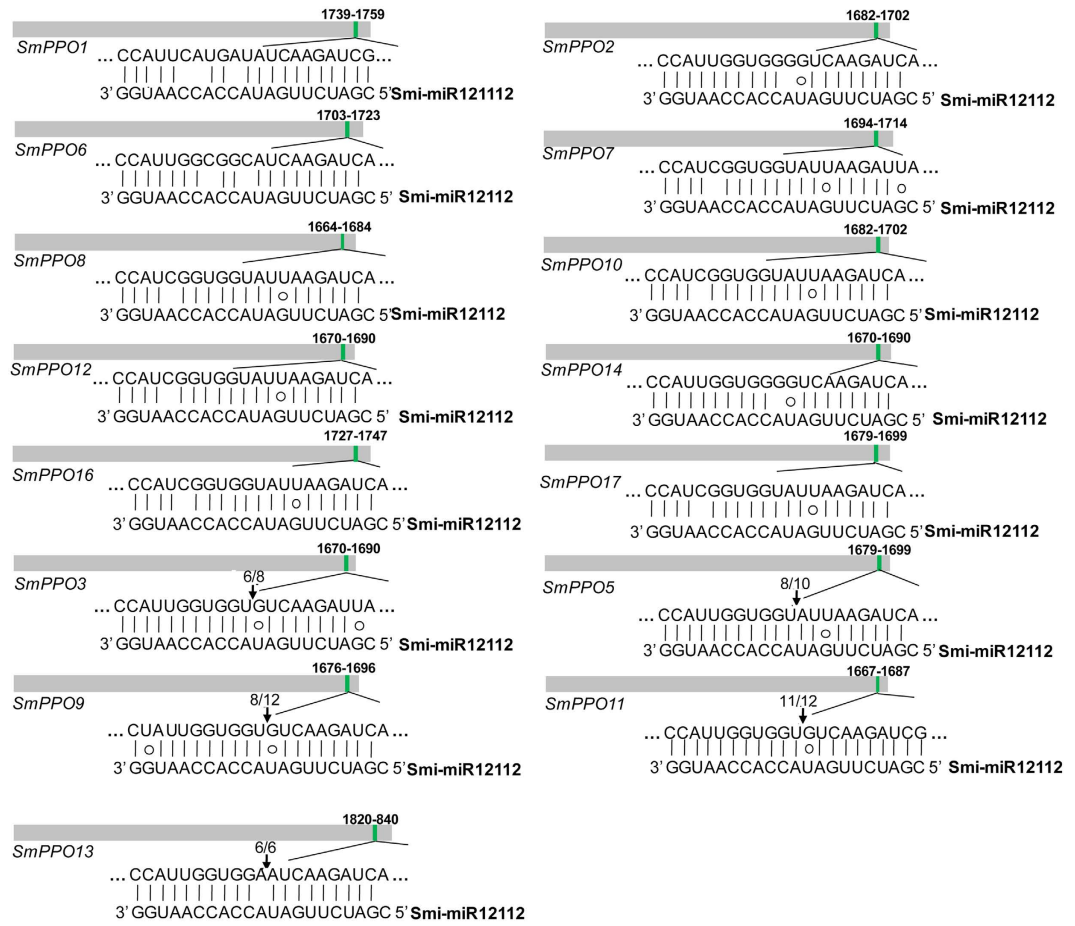 1739-1759
SmPPO1
... CCAUUCAUGAUAUCAAGAUCG...
3' GGUAACCACCAUAGUUCUAGC 5' Smi-miR121112
1682-1702
SmPPO2
... CCAUUGGUGGGGUCAAGAUCA...
3' GGUAACCACCAUAGUUCUAGC 5' Smi-miR12112
1703-1723
SmPPO6
... CCAUUGGCGGCAUCAAGAUCA ...
3' GGUAACCACCAUAGUUCUAGC 5' Smi-miR12112
1694-1714
SmPPO7
... CCAUCGGUGGUAUUAAGAUUA ...
3' GGUAACCACCAUAGUUCUAGC 5' Smi-miR12112
1664-1684
SmPPO8
... CCAUCGGUGGUAUUAAGAUCA ...
3' GGUAACCACCAUAGUUCUAGC 5' Smi-miR12112
1682-1702
SmPPO10
... CCAUCGGUGGUAUUAAGAUCA ...
3' GGUAACCACCAUAGUUCUAGC 5' Smi-miR12112
1670-1690
SmPPO12
... CCAUCGGUGGUAUUAAGAUCA ...
3' GGUAACCACCAUAGUUCUAGC 5' Smi-miR12112
1670-1690
SmPPO14
... CCAUUGGUGGGGUCAAGAUCA ...
3' GGUAACCACCAUAGUUCUAGC 5' Smi-miR12112
1727-1747
SmPPO16
... CCAUCGGUGGUAUUAAGAUCA ...
3' GGUAACCACCAUAGUUCUAGC 5' Smi-miR12112
1679-1699
SmPPO17
... CCAUCGGUGGUAUUAAGAUCA ...
3' GGUAACCACCAUAGUUCUAGC 5' Smi-miR12112
1670-1690
6/8
SmPPO3
... CCAUUGGUGGUGUCAAGAUUA ...
3' GGUAACCACCAUAGUUCUAGC 5' Smi-miR12112
1679-1699
8/10
SmPPO5
... CCAUUGGUGGUAUUAAGAUCA ...
3' GGUAACCACCAUAGUUCUAGC 5' Smi-miR12112
1676-1696
8/12
SmPPO9
... CUAUUGGUGGUGUCAAGAUCA ...
3' GGUAACCACCAUAGUUCUAGC 5' Smi-miR12112
1667-1687
11/12
SmPPO11
... CCAUUGGUGGUGUCAAGAUCG ...
3' GGUAACCACCAUAGUUCUAGC 5' Smi-miR12112
1820-840
6/6
SmPPO13
... CCAUUGGUGGAAUCAAGAUCA ...
3' GGUAACCACCAUAGUUCUAGC 5' Smi-miR12112